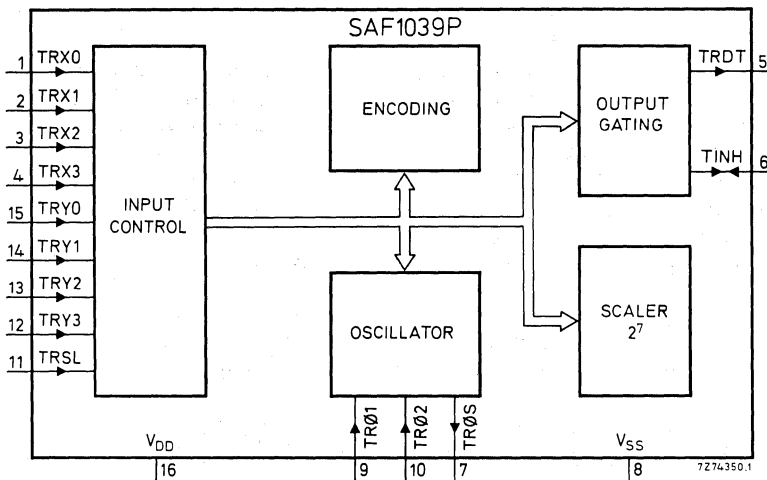 SAF1039P
1 TRX0
2 TRX1
3 TRX2
4 TRX3
15 TRY0
14 TRY1
13 TRY2
12 TRY3
11 TRSL
INPUT
CONTROL
ENCODING
OSCILLATOR
OUTPUT
GATING
SCALER
2⁷
TRDT 5
TINH 6
TRØ1
TRØ2
TRØS
V_DD
V_SS
16
9
10
7
8
7Z74350.1